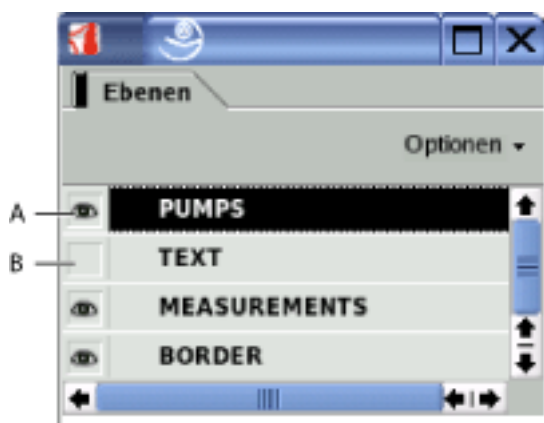 Ebenen
Optionen
A PUMPS
B TEXT
MEASUREMENTS
BORDER